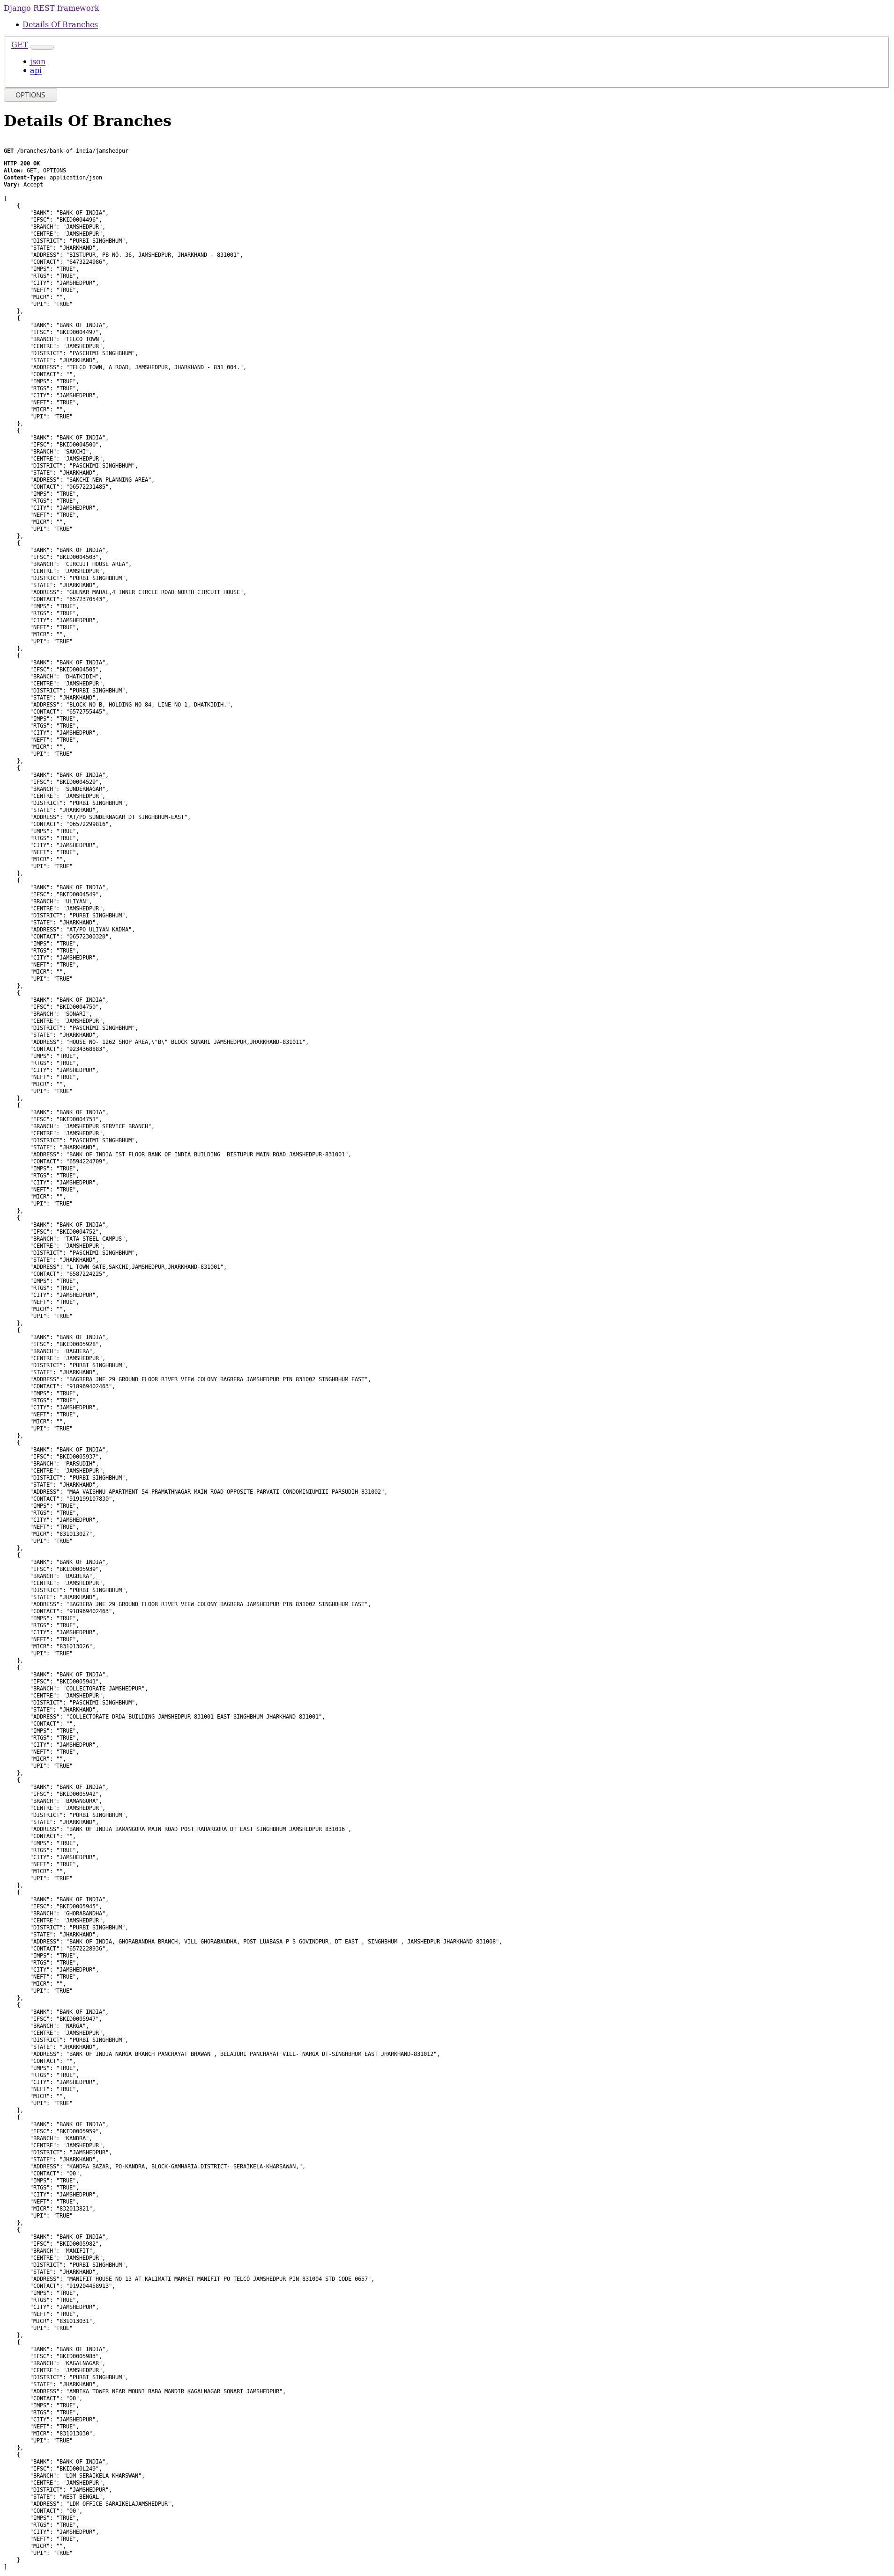 Django REST framework
Details Of Branches
GET
json
api
OPTIONS
Details Of Branches
GET /branches/bank-of-india/jamshedpur
HTTP 200 OK
Allow: GET, OPTIONS
Content-Type: application/json
Vary: Accept
[
{
"BANK": "BANK OF INDIA",
"IFSC": "BKID0004496",
"BRANCH": "JAMSHEDPUR",
"CENTRE": "JAMSHEDPUR",
"DISTRICT": "PURBI SINGHBHUM",
"STATE": "JHARKHAND",
"ADDRESS": "BISTUPUR, PB NO. 36, JAMSHEDPUR, JHARKHAND - 831001",
"CONTACT": "6473224986",
"IMPS": "TRUE",
"RTGS": "TRUE",
"CITY": "JAMSHEDPUR",
"NEFT": "TRUE",
"MICR": "",
"UPI": "TRUE"
},
{
"BANK": "BANK OF INDIA",
"IFSC": "BKID0004497",
"BRANCH": "TELCO TOWN",
"CENTRE": "JAMSHEDPUR",
"DISTRICT": "PASCHIMI SINGHBHUM",
"STATE": "JHARKHAND",
"ADDRESS": "TELCO TOWN, A ROAD, JAMSHEDPUR, JHARKHAND - 831 004.",
"CONTACT": "",
"IMPS": "TRUE",
"RTGS": "TRUE",
"CITY": "JAMSHEDPUR",
"NEFT": "TRUE",
"MICR": "",
"UPI": "TRUE"
},
{
"BANK": "BANK OF INDIA",
"IFSC": "BKID0004500",
"BRANCH": "SAKCHI",
"CENTRE": "JAMSHEDPUR",
"DISTRICT": "PASCHIMI SINGHBHUM",
"STATE": "JHARKHAND",
"ADDRESS": "SAKCHI NEW PLANNING AREA",
"CONTACT": "06572231485",
"IMPS": "TRUE",
"RTGS": "TRUE",
"CITY": "JAMSHEDPUR",
"NEFT": "TRUE",
"MICR": "",
"UPI": "TRUE"
},
{
"BANK": "BANK OF INDIA",
"IFSC": "BKID0004503",
"BRANCH": "CIRCUIT HOUSE AREA",
"CENTRE": "JAMSHEDPUR",
"DISTRICT": "PURBI SINGHBHUM",
"STATE": "JHARKHAND",
"ADDRESS": "GULNAR MAHAL,4 INNER CIRCLE ROAD NORTH CIRCUIT HOUSE",
"CONTACT": "6572370543",
"IMPS": "TRUE",
"RTGS": "TRUE",
"CITY": "JAMSHEDPUR",
"NEFT": "TRUE",
"MICR": "",
"UPI": "TRUE"
},
{
"BANK": "BANK OF INDIA",
"IFSC": "BKID0004505",
"BRANCH": "DHATKIDIH",
"CENTRE": "JAMSHEDPUR",
"DISTRICT": "PURBI SINGHBHUM",
"STATE": "JHARKHAND",
"ADDRESS": "BLOCK NO B, HOLDING NO 84, LINE NO 1, DHATKIDIH.",
"CONTACT": "6572755445",
"IMPS": "TRUE",
"RTGS": "TRUE",
"CITY": "JAMSHEDPUR",
"NEFT": "TRUE",
"MICR": "",
"UPI": "TRUE"
},
{
"BANK": "BANK OF INDIA",
"IFSC": "BKID0004529",
"BRANCH": "SUNDERNAGAR",
"CENTRE": "JAMSHEDPUR",
"DISTRICT": "PURBI SINGHBHUM",
"STATE": "JHARKHAND",
"ADDRESS": "AT/PO SUNDERNAGAR DT SINGHBHUM-EAST",
"CONTACT": "06572299816",
"IMPS": "TRUE",
"RTGS": "TRUE",
"CITY": "JAMSHEDPUR",
"NEFT": "TRUE",
"MICR": "",
"UPI": "TRUE"
},
{
"BANK": "BANK OF INDIA",
"IFSC": "BKID0004549",
"BRANCH": "ULIYAN",
"CENTRE": "JAMSHEDPUR",
"DISTRICT": "PURBI SINGHBHUM",
"STATE": "JHARKHAND",
"ADDRESS": "AT/PO ULIYAN KADMA",
"CONTACT": "06572300320",
"IMPS": "TRUE",
"RTGS": "TRUE",
"CITY": "JAMSHEDPUR",
"NEFT": "TRUE",
"MICR": "",
"UPI": "TRUE"
},
{
"BANK": "BANK OF INDIA",
"IFSC": "BKID0004750",
"BRANCH": "SONARI",
"CENTRE": "JAMSHEDPUR",
"DISTRICT": "PASCHIMI SINGHBHUM",
"STATE": "JHARKHAND",
"ADDRESS": "HOUSE NO- 1262 SHOP AREA,\"B\" BLOCK SONARI JAMSHEDPUR,JHARKHAND-831011",
"CONTACT": "9234368883",
"IMPS": "TRUE",
"RTGS": "TRUE",
"CITY": "JAMSHEDPUR",
"NEFT": "TRUE",
"MICR": "",
"UPI": "TRUE"
},
{
"BANK": "BANK OF INDIA",
"IFSC": "BKID0004751",
"BRANCH": "JAMSHEDPUR SERVICE BRANCH",
"CENTRE": "JAMSHEDPUR",
"DISTRICT": "PASCHIMI SINGHBHUM",
"STATE": "JHARKHAND",
"ADDRESS": "BANK OF INDIA IST FLOOR BANK OF INDIA BUILDING  BISTUPUR MAIN ROAD JAMSHEDPUR-831001",
"CONTACT": "6594224709",
"IMPS": "TRUE",
"RTGS": "TRUE",
"CITY": "JAMSHEDPUR",
"NEFT": "TRUE",
"MICR": "",
"UPI": "TRUE"
},
{
"BANK": "BANK OF INDIA",
"IFSC": "BKID0004752",
"BRANCH": "TATA STEEL CAMPUS",
"CENTRE": "JAMSHEDPUR",
"DISTRICT": "PASCHIMI SINGHBHUM",
"STATE": "JHARKHAND",
"ADDRESS": "L TOWN GATE,SAKCHI,JAMSHEDPUR,JHARKHAND-831001",
"CONTACT": "6587224225",
"IMPS": "TRUE",
"RTGS": "TRUE",
"CITY": "JAMSHEDPUR",
"NEFT": "TRUE",
"MICR": "",
"UPI": "TRUE"
},
{
"BANK": "BANK OF INDIA",
"IFSC": "BKID0005928",
"BRANCH": "BAGBERA",
"CENTRE": "JAMSHEDPUR",
"DISTRICT": "PURBI SINGHBHUM",
"STATE": "JHARKHAND",
"ADDRESS": "BAGBERA JNE 29 GROUND FLOOR RIVER VIEW COLONY BAGBERA JAMSHEDPUR PIN 831002 SINGHBHUM EAST",
"CONTACT": "918969402463",
"IMPS": "TRUE",
"RTGS": "TRUE",
"CITY": "JAMSHEDPUR",
"NEFT": "TRUE",
"MICR": "",
"UPI": "TRUE"
},
{
"BANK": "BANK OF INDIA",
"IFSC": "BKID0005937",
"BRANCH": "PARSUDIH",
"CENTRE": "JAMSHEDPUR",
"DISTRICT": "PURBI SINGHBHUM",
"STATE": "JHARKHAND",
"ADDRESS": "MAA VAISHNU APARTMENT 54 PRAMATHNAGAR MAIN ROAD OPPOSITE PARVATI CONDOMINIUMIII PARSUDIH 831002",
"CONTACT": "919199107830",
"IMPS": "TRUE",
"RTGS": "TRUE",
"CITY": "JAMSHEDPUR",
"NEFT": "TRUE",
"MICR": "831013027",
"UPI": "TRUE"
},
{
"BANK": "BANK OF INDIA",
"IFSC": "BKID0005939",
"BRANCH": "BAGBERA",
"CENTRE": "JAMSHEDPUR",
"DISTRICT": "PURBI SINGHBHUM",
"STATE": "JHARKHAND",
"ADDRESS": "BAGBERA JNE 29 GROUND FLOOR RIVER VIEW COLONY BAGBERA JAMSHEDPUR PIN 831002 SINGHBHUM EAST",
"CONTACT": "918969402463",
"IMPS": "TRUE",
"RTGS": "TRUE",
"CITY": "JAMSHEDPUR",
"NEFT": "TRUE",
"MICR": "831013026",
"UPI": "TRUE"
},
{
"BANK": "BANK OF INDIA",
"IFSC": "BKID0005941",
"BRANCH": "COLLECTORATE JAMSHEDPUR",
"CENTRE": "JAMSHEDPUR",
"DISTRICT": "PASCHIMI SINGHBHUM",
"STATE": "JHARKHAND",
"ADDRESS": "COLLECTORATE DRDA BUILDING JAMSHEDPUR 831001 EAST SINGHBHUM JHARKHAND 831001",
"CONTACT": "",
"IMPS": "TRUE",
"RTGS": "TRUE",
"CITY": "JAMSHEDPUR",
"NEFT": "TRUE",
"MICR": "",
"UPI": "TRUE"
},
{
"BANK": "BANK OF INDIA",
"IFSC": "BKID0005942",
"BRANCH": "BAMANGORA",
"CENTRE": "JAMSHEDPUR",
"DISTRICT": "PURBI SINGHBHUM",
"STATE": "JHARKHAND",
"ADDRESS": "BANK OF INDIA BAMANGORA MAIN ROAD POST RAHARGORA DT EAST SINGHBHUM JAMSHEDPUR 831016",
"CONTACT": "",
"IMPS": "TRUE",
"RTGS": "TRUE",
"CITY": "JAMSHEDPUR",
"NEFT": "TRUE",
"MICR": "",
"UPI": "TRUE"
},
{
"BANK": "BANK OF INDIA",
"IFSC": "BKID0005945",
"BRANCH": "GHORABANDHA",
"CENTRE": "JAMSHEDPUR",
"DISTRICT": "PURBI SINGHBHUM",
"STATE": "JHARKHAND",
"ADDRESS": "BANK OF INDIA, GHORABANDHA BRANCH, VILL GHORABANDHA, POST LUABASA P S GOVINDPUR, DT EAST , SINGHBHUM , JAMSHEDPUR JHARKHAND 831008",
"CONTACT": "6572228936",
"IMPS": "TRUE",
"RTGS": "TRUE",
"CITY": "JAMSHEDPUR",
"NEFT": "TRUE",
"MICR": "",
"UPI": "TRUE"
},
{
"BANK": "BANK OF INDIA",
"IFSC": "BKID0005947",
"BRANCH": "NARGA",
"CENTRE": "JAMSHEDPUR",
"DISTRICT": "PURBI SINGHBHUM",
"STATE": "JHARKHAND",
"ADDRESS": "BANK OF INDIA NARGA BRANCH PANCHAYAT BHAWAN , BELAJURI PANCHAYAT VILL- NARGA DT-SINGHBHUM EAST JHARKHAND-831012",
"CONTACT": "",
"IMPS": "TRUE",
"RTGS": "TRUE",
"CITY": "JAMSHEDPUR",
"NEFT": "TRUE",
"MICR": "",
"UPI": "TRUE"
},
{
"BANK": "BANK OF INDIA",
"IFSC": "BKID0005959",
"BRANCH": "KANDRA",
"CENTRE": "JAMSHEDPUR",
"DISTRICT": "JAMSHEDPUR",
"STATE": "JHARKHAND",
"ADDRESS": "KANDRA BAZAR, PO-KANDRA, BLOCK-GAMHARIA.DISTRICT- SERAIKELA-KHARSAWAN,",
"CONTACT": "00",
"IMPS": "TRUE",
"RTGS": "TRUE",
"CITY": "JAMSHEDPUR",
"NEFT": "TRUE",
"MICR": "832013821",
"UPI": "TRUE"
},
{
"BANK": "BANK OF INDIA",
"IFSC": "BKID0005982",
"BRANCH": "MANIFIT",
"CENTRE": "JAMSHEDPUR",
"DISTRICT": "PURBI SINGHBHUM",
"STATE": "JHARKHAND",
"ADDRESS": "MANIFIT HOUSE NO 13 AT KALIMATI MARKET MANIFIT PO TELCO JAMSHEDPUR PIN 831004 STD CODE 0657",
"CONTACT": "919204458913",
"IMPS": "TRUE",
"RTGS": "TRUE",
"CITY": "JAMSHEDPUR",
"NEFT": "TRUE",
"MICR": "831013031",
"UPI": "TRUE"
},
{
"BANK": "BANK OF INDIA",
"IFSC": "BKID0005983",
"BRANCH": "KAGALNAGAR",
"CENTRE": "JAMSHEDPUR",
"DISTRICT": "PURBI SINGHBHUM",
"STATE": "JHARKHAND",
"ADDRESS": "AMBIKA TOWER NEAR MOUNI BABA MANDIR KAGALNAGAR SONARI JAMSHEDPUR",
"CONTACT": "00",
"IMPS": "TRUE",
"RTGS": "TRUE",
"CITY": "JAMSHEDPUR",
"NEFT": "TRUE",
"MICR": "831013030",
"UPI": "TRUE"
},
{
"BANK": "BANK OF INDIA",
"IFSC": "BKID000L249",
"BRANCH": "LDM SERAIKELA KHARSWAN",
"CENTRE": "JAMSHEDPUR",
"DISTRICT": "JAMSHEDPUR",
"STATE": "WEST BENGAL",
"ADDRESS": "LDM OFFICE SARAIKELAJAMSHEDPUR",
"CONTACT": "00",
"IMPS": "TRUE",
"RTGS": "TRUE",
"CITY": "JAMSHEDPUR",
"NEFT": "TRUE",
"MICR": "",
"UPI": "TRUE"
}
]